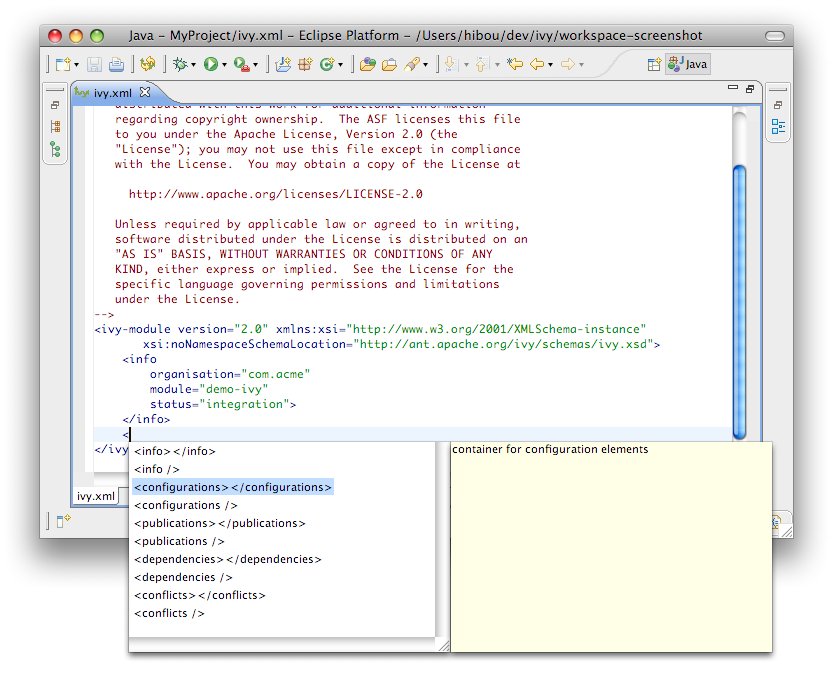 Java - MyProject/ivy.xml - Eclipse Platform - /Users/hibou/dev/ivy/workspace-screenshot
Java
ivy.xml
distributed with this work for additional information
regarding copyright ownership.  The ASF licenses this file
to you under the Apache License, Version 2.0 (the
"License"); you may not use this file except in compliance
with the License.  You may obtain a copy of the License at
http://www.apache.org/licenses/LICENSE-2.0
Unless required by applicable law or agreed to in writing,
software distributed under the License is distributed on an
"AS IS" BASIS, WITHOUT WARRANTIES OR CONDITIONS OF ANY
KIND, either express or implied.  See the License for the
specific language governing permissions and limitations
under the License.
-->
<ivy-module version="2.0" xmlns:xsi="http://www.w3.org/2001/XMLSchema-instance"
xsi:noNamespaceSchemaLocation="http://ant.apache.org/ivy/schemas/ivy.xsd">
<info
organisation="com.acme"
module="demo-ivy"
status="integration">
</info>
<
</ivy
<info></info>
<info />
<configurations></configurations>
<configurations />
<publications></publications>
<publications />
<dependencies></dependencies>
<dependencies />
<conflicts></conflicts>
<conflicts />
container for configuration elements
ivy.xml